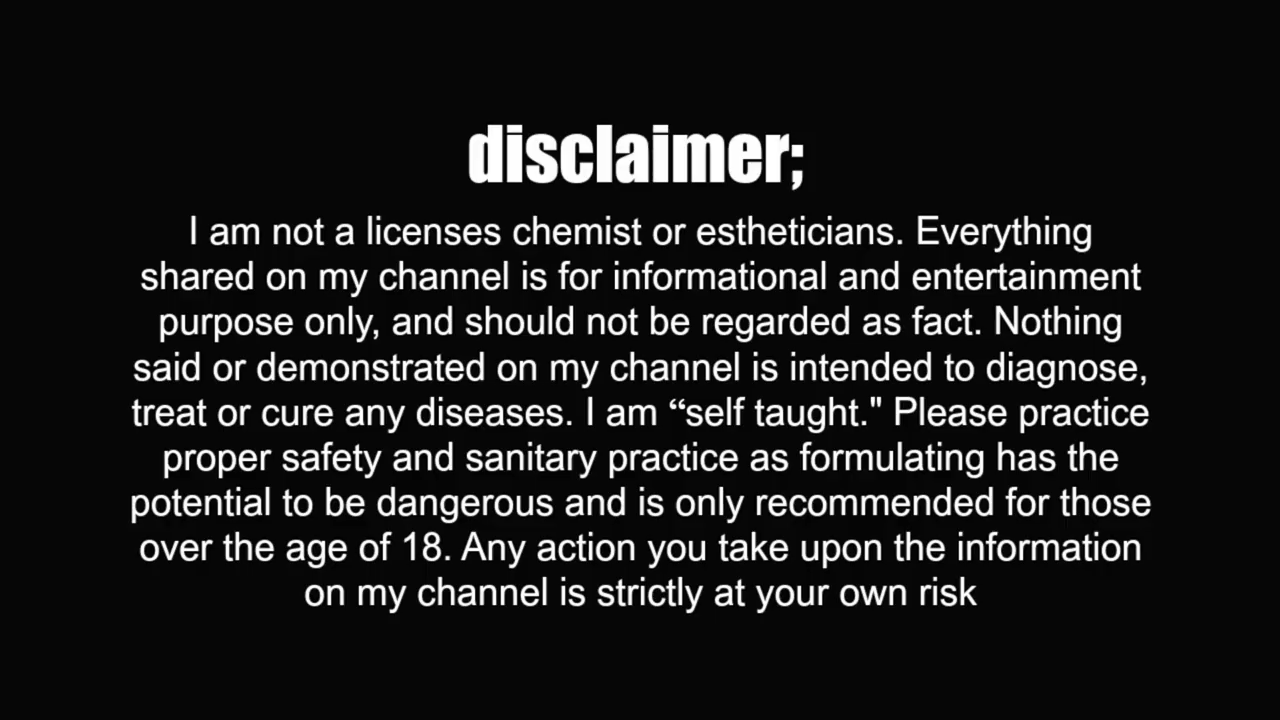 disclaimer;
I am not a licenses chemist or estheticians. Everything
shared on my channel is for informational and entertainment
purpose only, and should not be regarded as fact. Nothing
said or demonstrated on my channel is intended to diagnose,
treat or cure any diseases. I am “self taught." Please practice
proper safety and sanitary practice as formulating has the
potential to be dangerous and is only recommended for those
over the age of 18. Any action you take upon the information
on my channel is strictly at your own risk